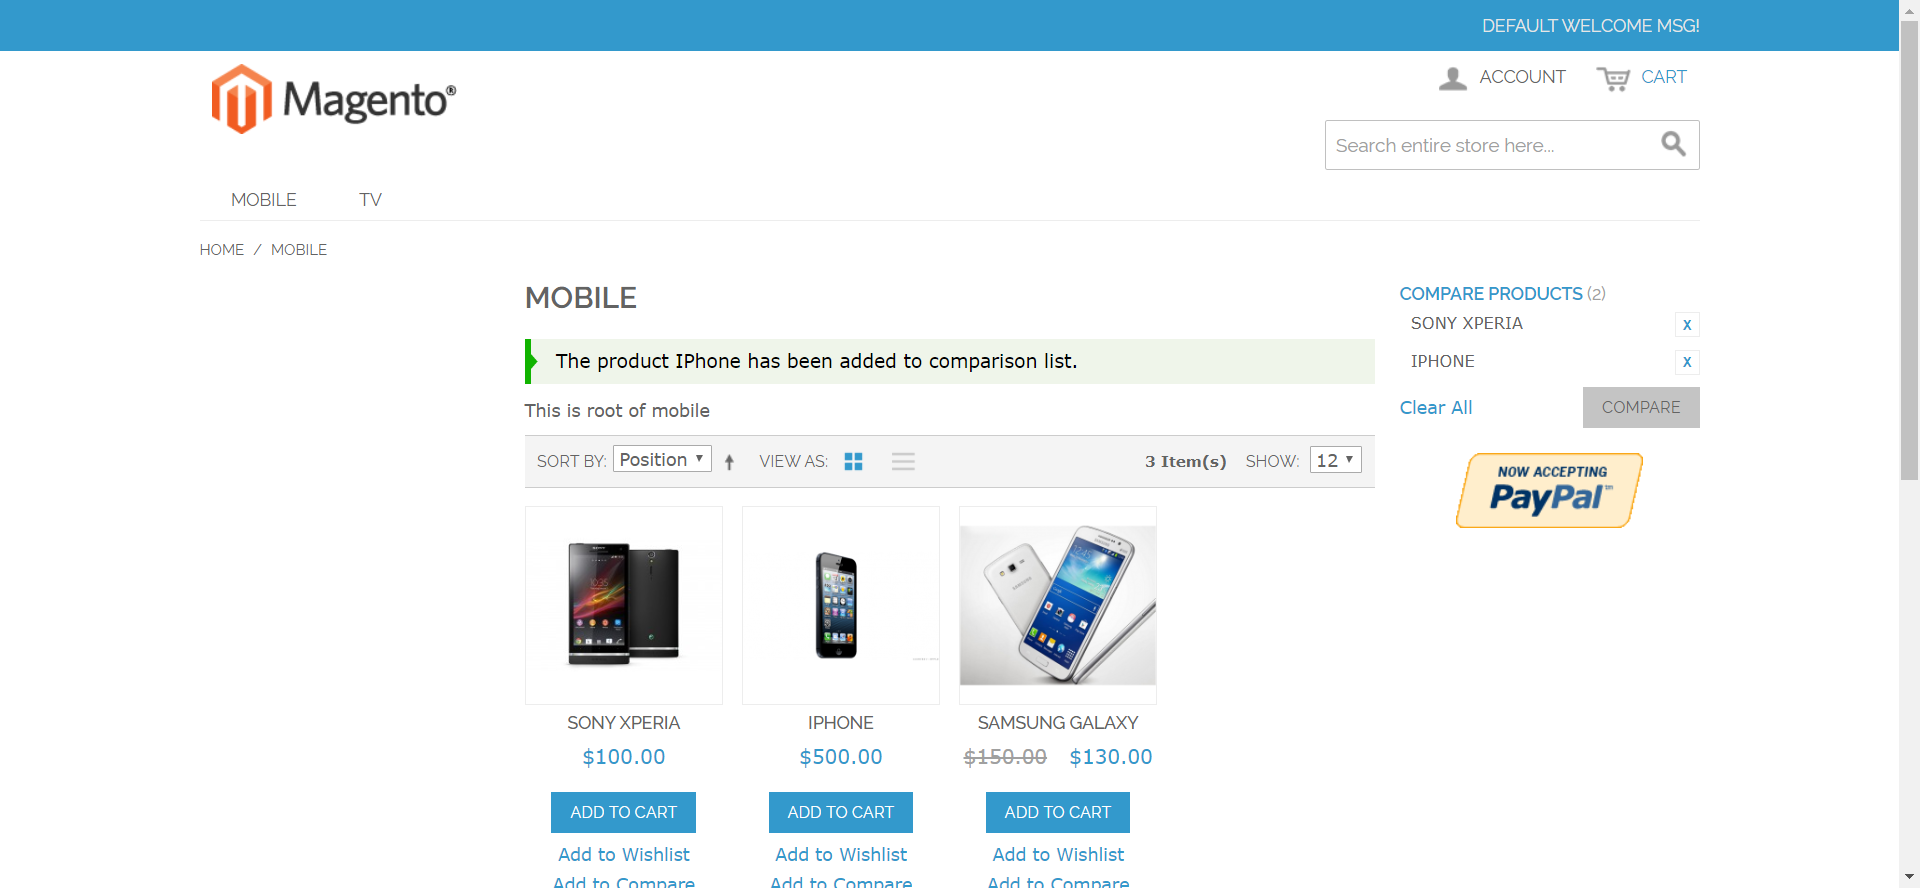 DEFAULT WELCOME MSG!
Magento®
ACCOUNT
CART
Search entire store here...
MOBILE
TV
HOME / MOBILE
MOBILE
The product IPhone has been added to comparison list.
This is root of mobile
SORT BY: Position VIEW AS:
3 Item(s) SHOW: 12
COMPARE PRODUCTS (2)
SONY XPERIA X
IPHONE X
Clear All COMPARE
NOW ACCEPTING
PayPal
SONY XPERIA
$100.00
ADD TO CART
Add to Wishlist
Add to Compare
IPHONE
$500.00
ADD TO CART
Add to Wishlist
Add to Compare
SAMSUNG GALAXY
$150.00 $130.00
ADD TO CART
Add to Wishlist
Add to Compare